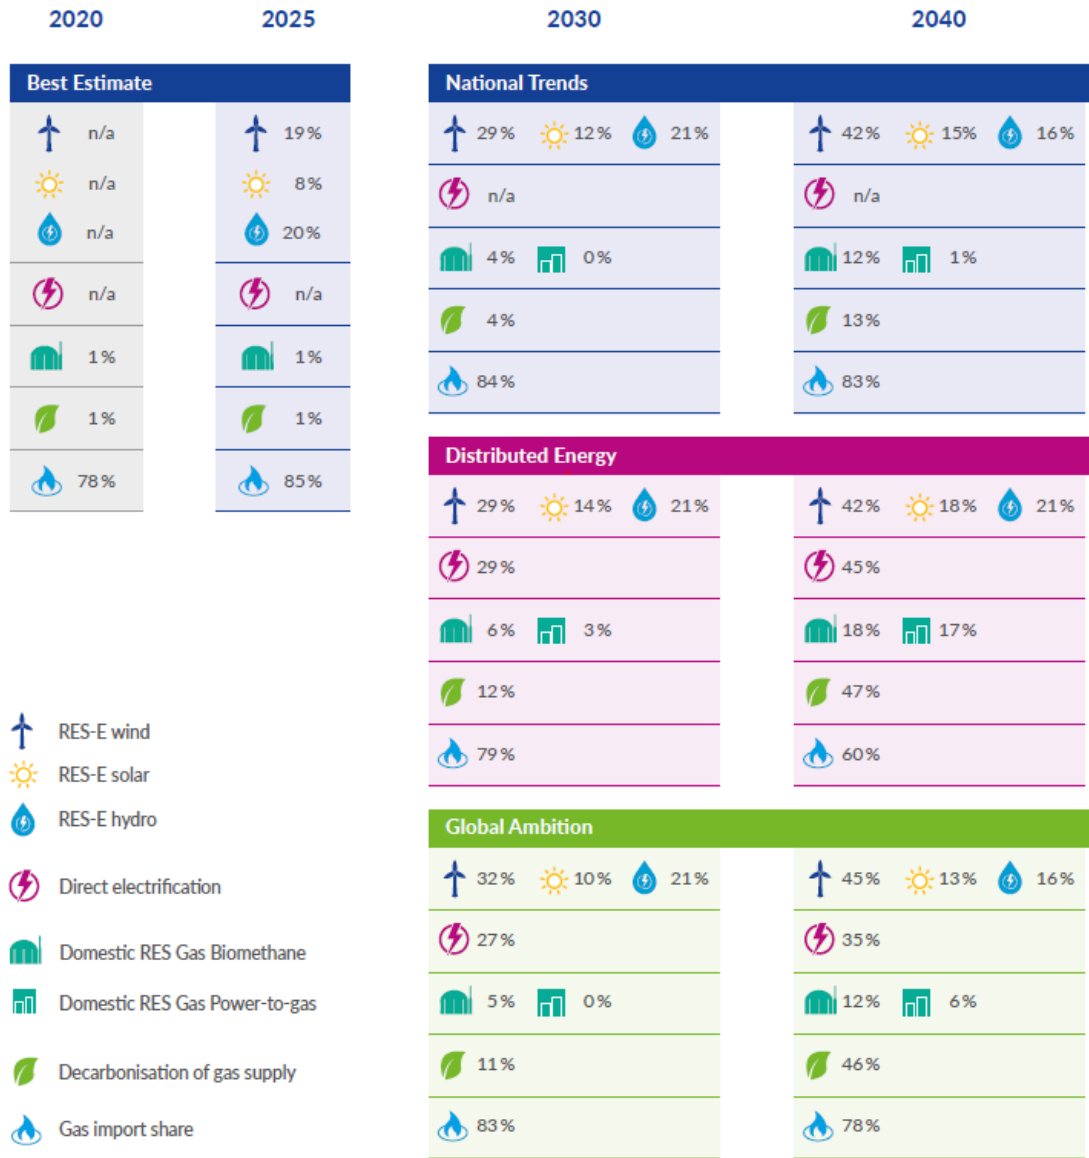 2020 2025 2030 2040
Best Estimate
n/a 19%
n/a 8%
n/a 20%
n/a n/a
1% 1%
1% 1%
78% 85%
National Trends
29% 12% 21% 42% 15% 16%
n/a n/a
4% 0% 12% 1%
4% 13%
84% 83%
Distributed Energy
29% 14% 21% 42% 18% 21%
29% 45%
6% 3% 18% 17%
12% 47%
79% 60%
Global Ambition
32% 10% 21% 45% 13% 16%
27% 35%
5% 0% 12% 6%
11% 46%
83% 78%
RES-E wind
RES-E solar
RES-E hydro
Direct electrification
Domestic RES Gas Biomethane
Domestic RES Gas Power-to-gas
Decarbonisation of gas supply
Gas import share